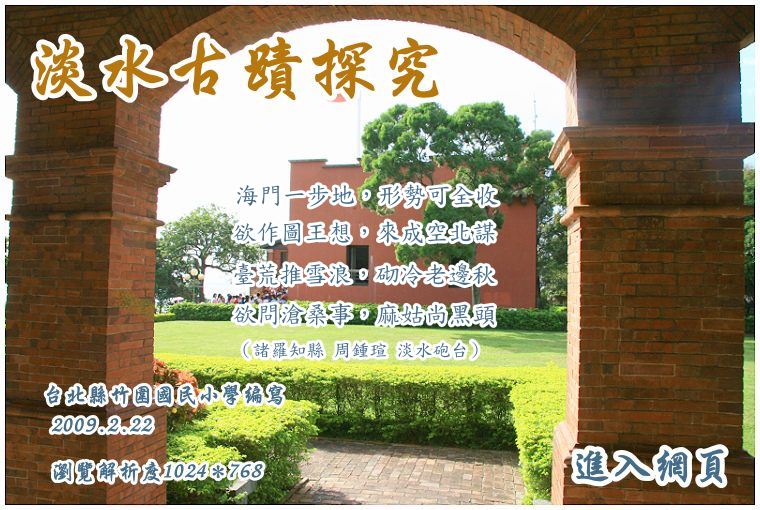 淡水古蹟探究
海門一步地，形勢可全收
欲作圖王想，來成空北謀
臺荒推雪浪，砌冷老邊秋
欲問滄桑事，麻姑尚黑頭
（諸羅知縣 周鍾瑄 淡水砲台）
台北縣竹圍國民小學編寫
2009.2.22
瀏覽解析度1024*768
進入網頁